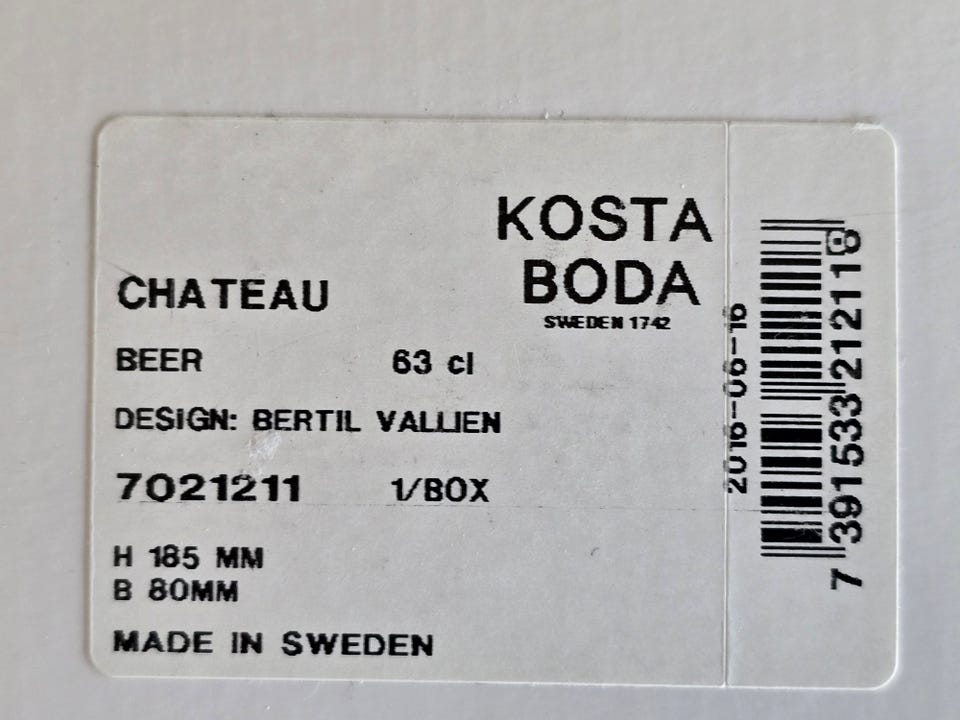 KOSTA
BODA
SWEDEN 1742
CHATEAU
BEER 63 cl
DESIGN: BERTIL VALLIEN
7021211 1/BOX
H 185 MM
B 80MM
MADE IN SWEDEN
2016-06-16
7 391533 212118